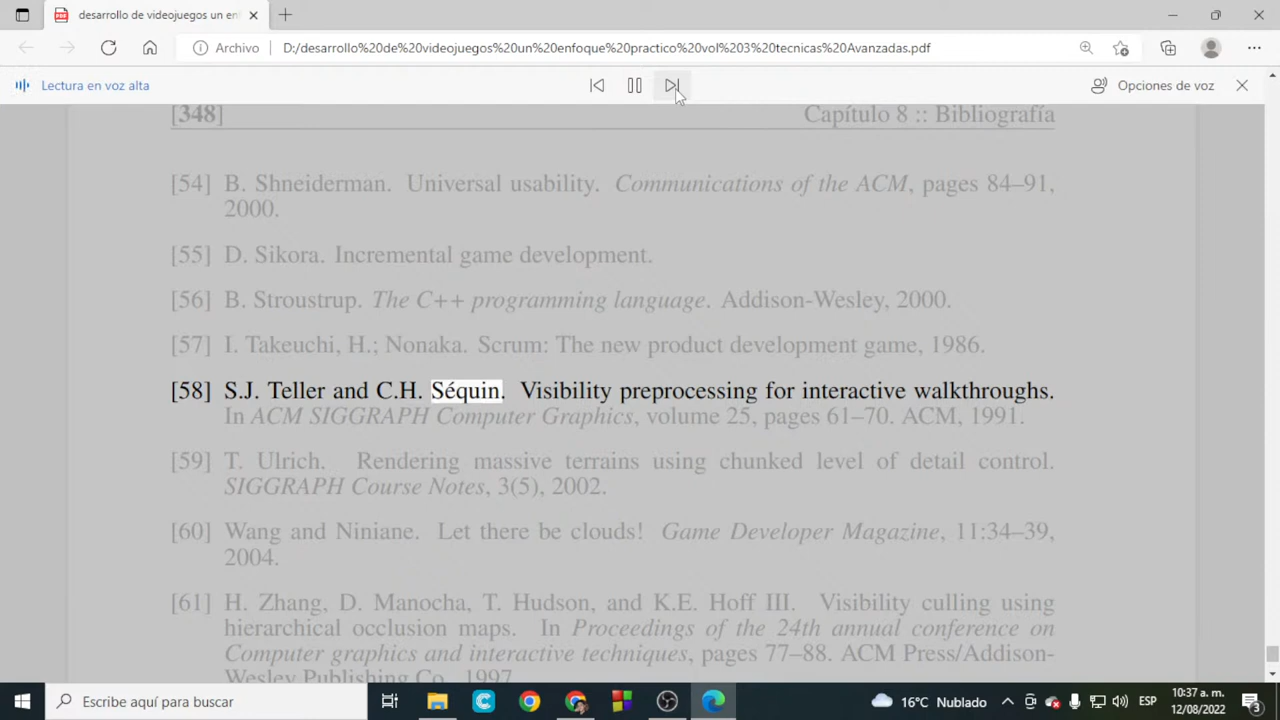 desarrollo de videojuegos un en
Archivo
D:/desarrollo%20de%20videojuegos%20un%20enfoque%20practico%20vol%203%20tecnicas%20Avanzadas.pdf
Lectura en voz alta
Opciones de voz
[348]
Capítulo 8 :: Bibliografía
[54] B. Shneiderman. Universal usability. Communications of the ACM, pages 84–91,
2000.
[55] D. Sikora. Incremental game development.
[56] B. Stroustrup. The C++ programming language. Addison-Wesley, 2000.
[57] I. Takeuchi, H.; Nonaka. Scrum: The new product development game, 1986.
[58] S.J. Teller and C.H. Séquin. Visibility preprocessing for interactive walkthroughs.
In ACM SIGGRAPH Computer Graphics, volume 25, pages 61–70. ACM, 1991.
[59] T. Ulrich. Rendering massive terrains using chunked level of detail control.
SIGGRAPH Course Notes, 3(5), 2002.
[60] Wang and Niniane. Let there be clouds! Game Developer Magazine, 11:34–39,
2004.
[61] H. Zhang, D. Manocha, T. Hudson, and K.E. Hoff III. Visibility culling using
hierarchical occlusion maps. In Proceedings of the 24th annual conference on
Computer graphics and interactive techniques, pages 77–88. ACM Press/Addison-
Wesley Publishing Co., 1997.
Escribe aquí para buscar
16°C Nublado
ESP
10:37 a. m.
12/08/2022
3